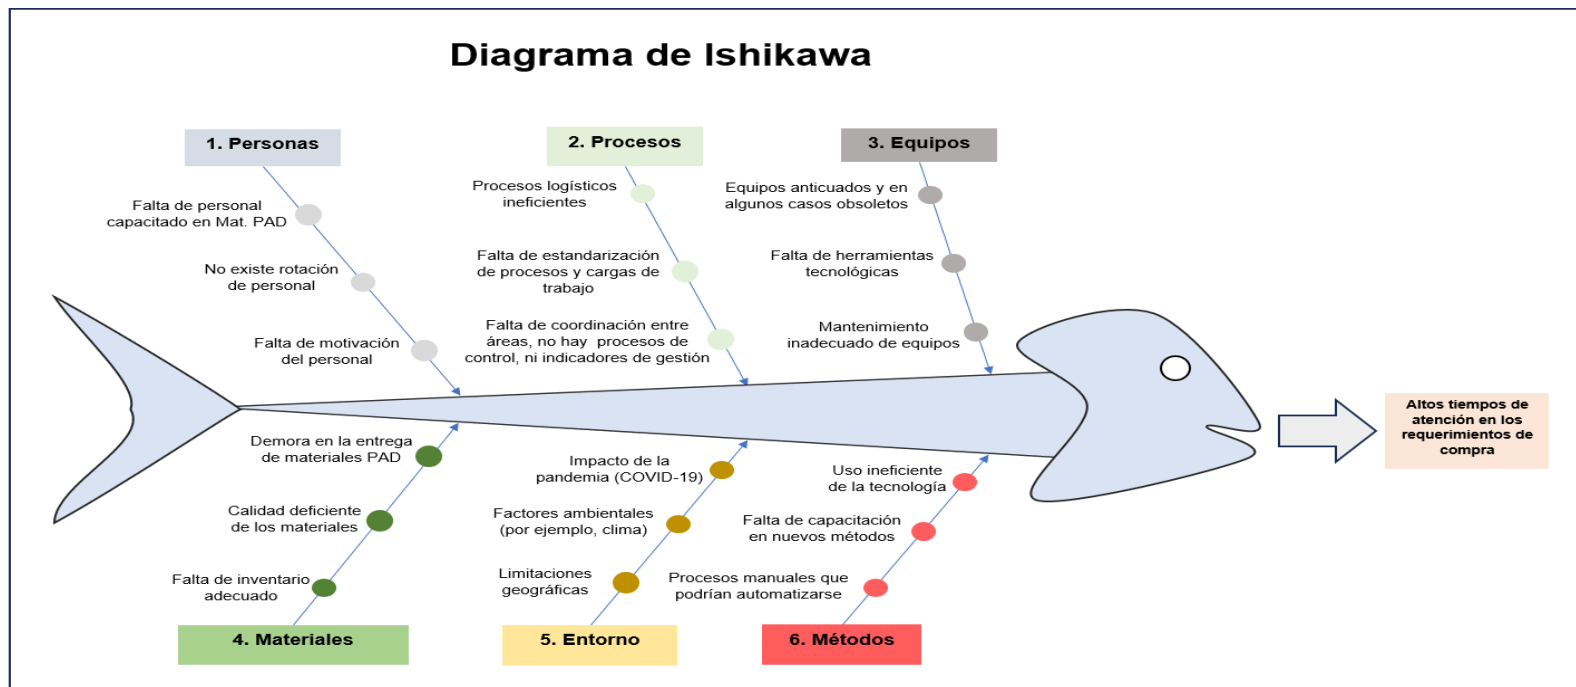 Diagrama de Ishikawa
1. Personas
2. Procesos
3. Equipos
Falta de personal
capacitado en Mat. PAD
No existe rotación
de personal
Falta de motivación
del personal
Procesos logísticos
ineficientes
Falta de estandarización
de procesos y cargas de
trabajo
Falta de coordinación entre
áreas, no hay procesos de
control, ni indicadores de gestión
Equipos anticuados y en
algunos casos obsoletos
Falta de herramientas
tecnológicas
Mantenimiento
inadecuado de equipos
Altos tiempos de
atención en los
requerimientos de
compra
Demora en la entrega
de materiales PAD
Calidad deficiente
de los materiales
Falta de inventario
adecuado
Impacto de la
pandemia (COVID-19)
Factores ambientales
(por ejemplo, clima)
Limitaciones
geográficas
Uso ineficiente
de la tecnología
Falta de capacitación
en nuevos métodos
Procesos manuales que
podrían automatizarse
4. Materiales
5. Entorno
6. Métodos